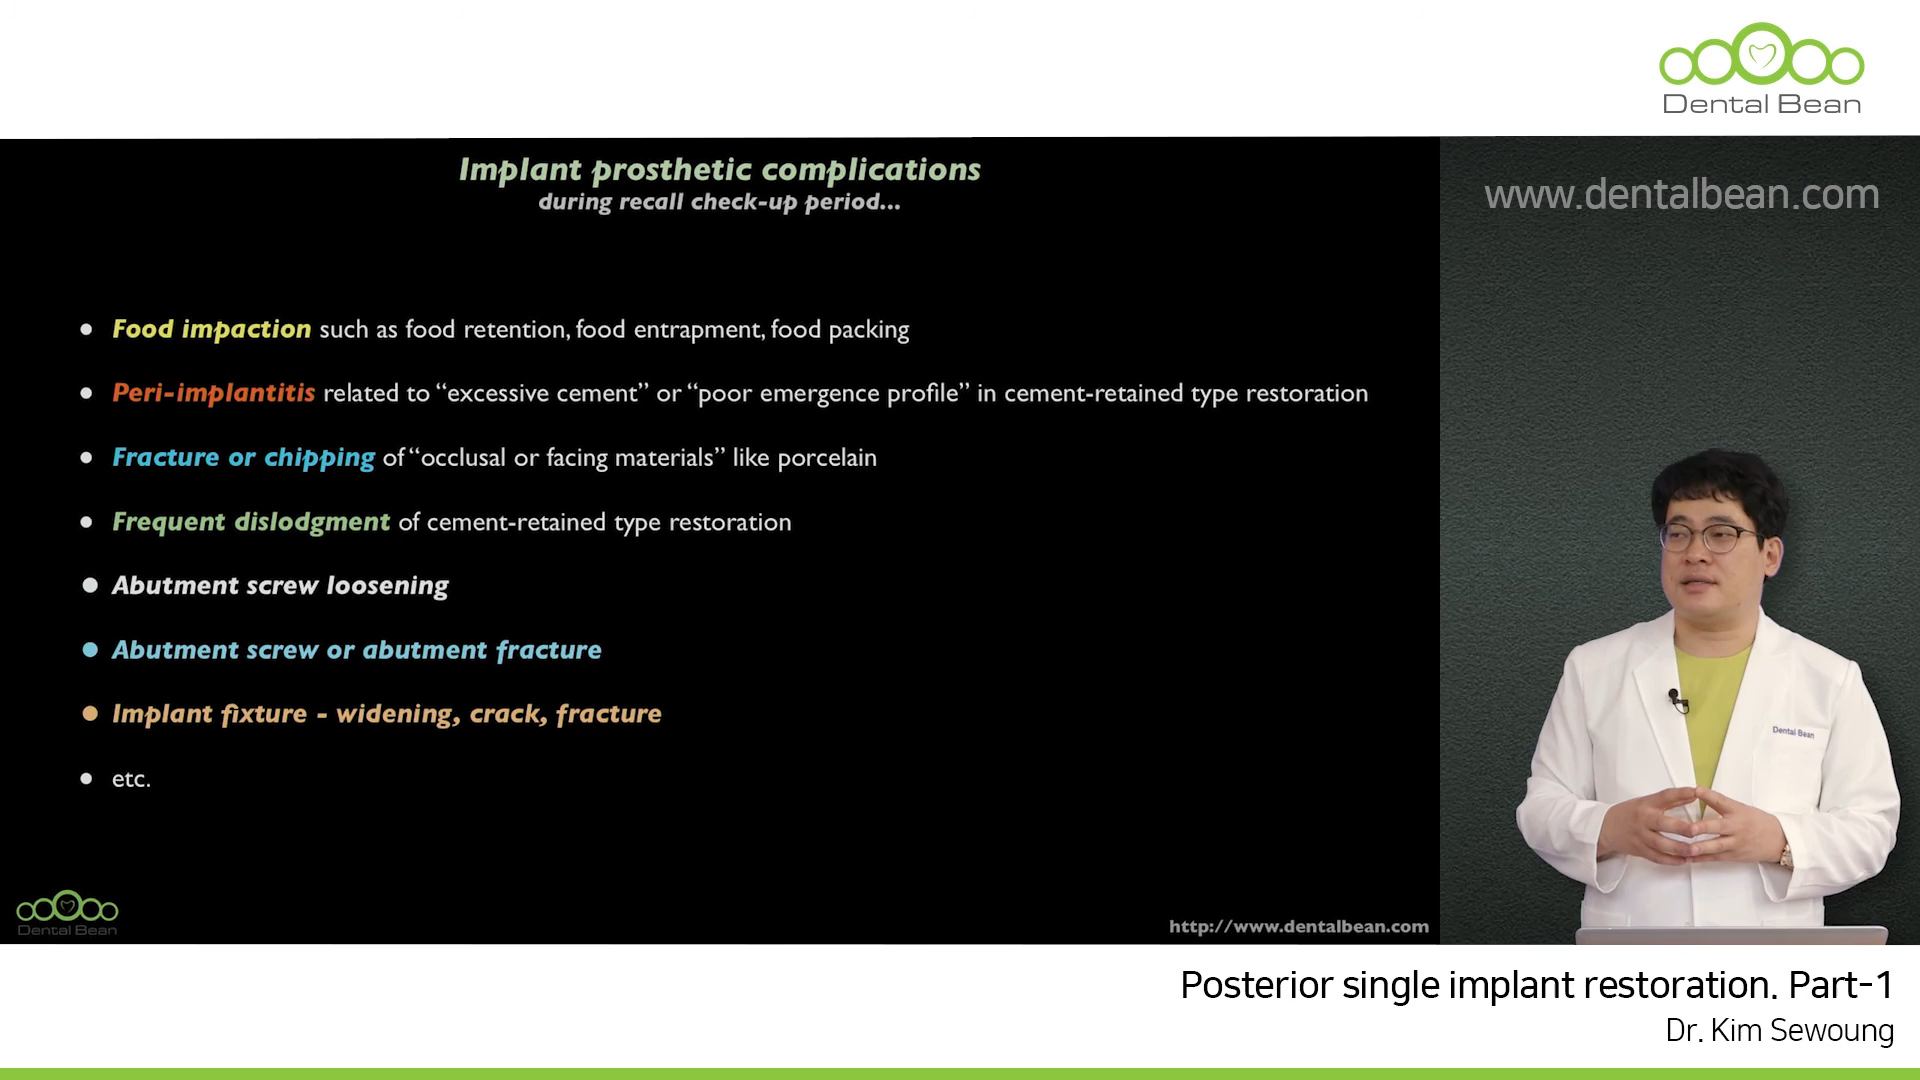 Dental Bean
Implant prosthetic complications
during recall check-up period...
www.dentalbean.com
● Food impaction such as food retention, food entrapment, food packing
● Peri-implantitis related to “excessive cement” or “poor emergence profile” in cement-retained type restoration
● Fracture or chipping of “occlusal or facing materials” like porcelain
● Frequent dislodgment of cement-retained type restoration
● Abutment screw loosening
● Abutment screw or abutment fracture
● Implant fixture - widening, crack, fracture
● etc.
Dental Bean
Dental Bean
http://www.dentalbean.com
Posterior single implant restoration. Part-1
Dr. Kim Sewoung